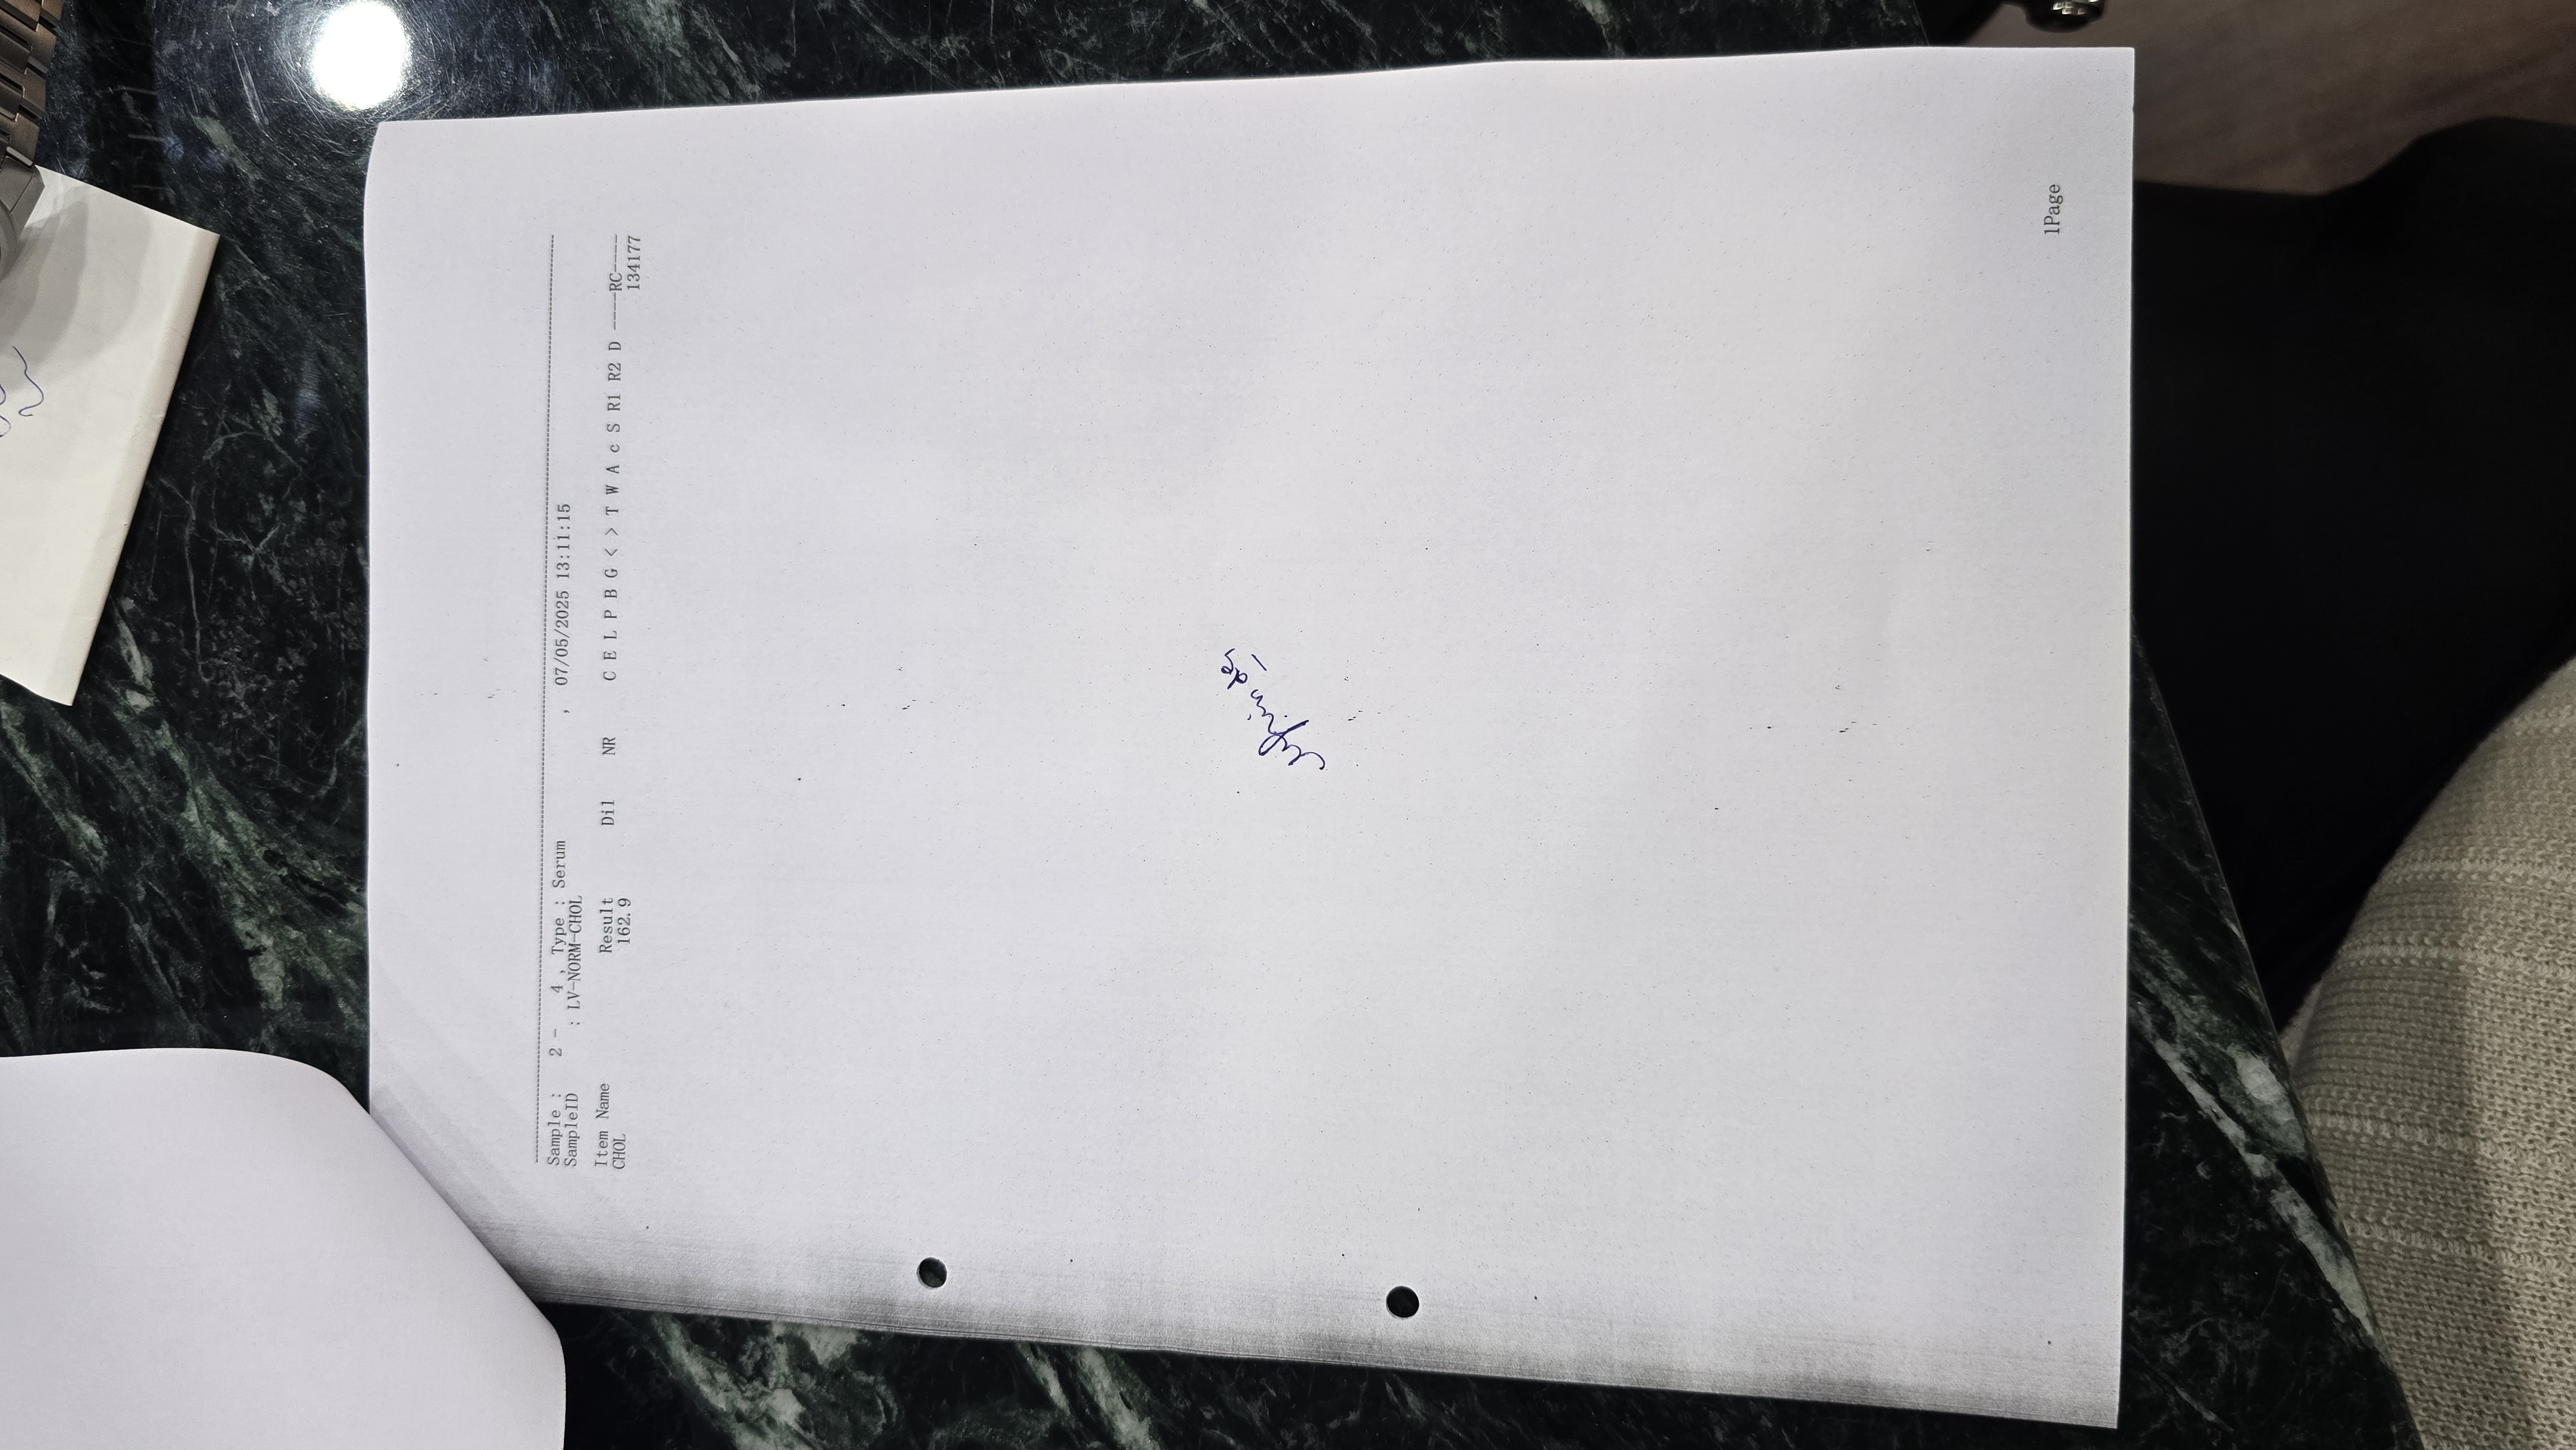 Sample : 2 - 4 , Type : Serum , 07/05/2025 13:11:15
SampleID : LV-NORM-CHOL
Item Name Result Dil NR C E L P B G < > T W A c S R1 R2 D ----RC----
CHOL 162.9 134177
1Page